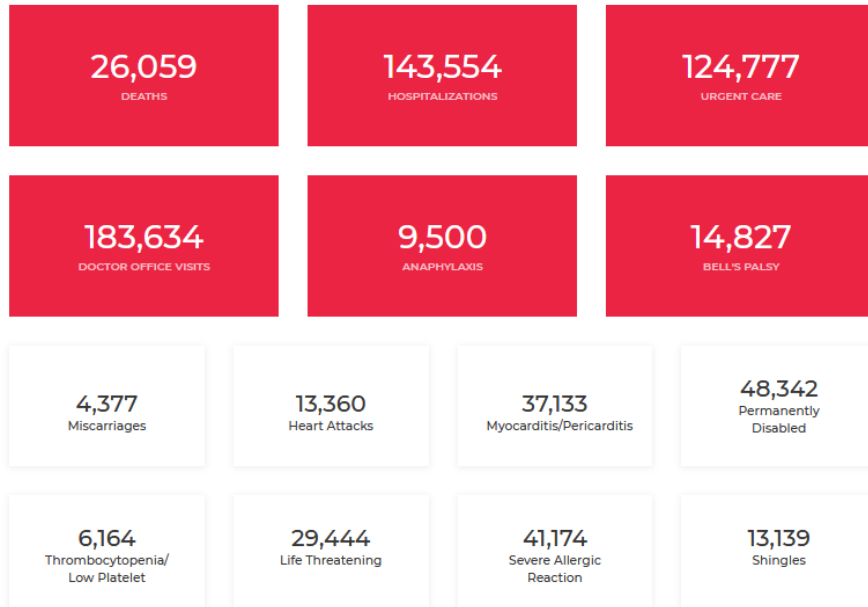 26,059
DEATHS
143,554
HOSPITALIZATIONS
124,777
URGENT CARE
183,634
DOCTOR OFFICE VISITS
9,500
ANAPHYLAXIS
14,827
BELL'S PALSY
4,377
Miscarriages
13,360
Heart Attacks
37,133
Myocarditis/Pericarditis
48,342
Permanently
Disabled
6,164
Thrombocytopenia/
Low Platelet
29,444
Life Threatening
41,174
Severe Allergic
Reaction
13,139
Shingles